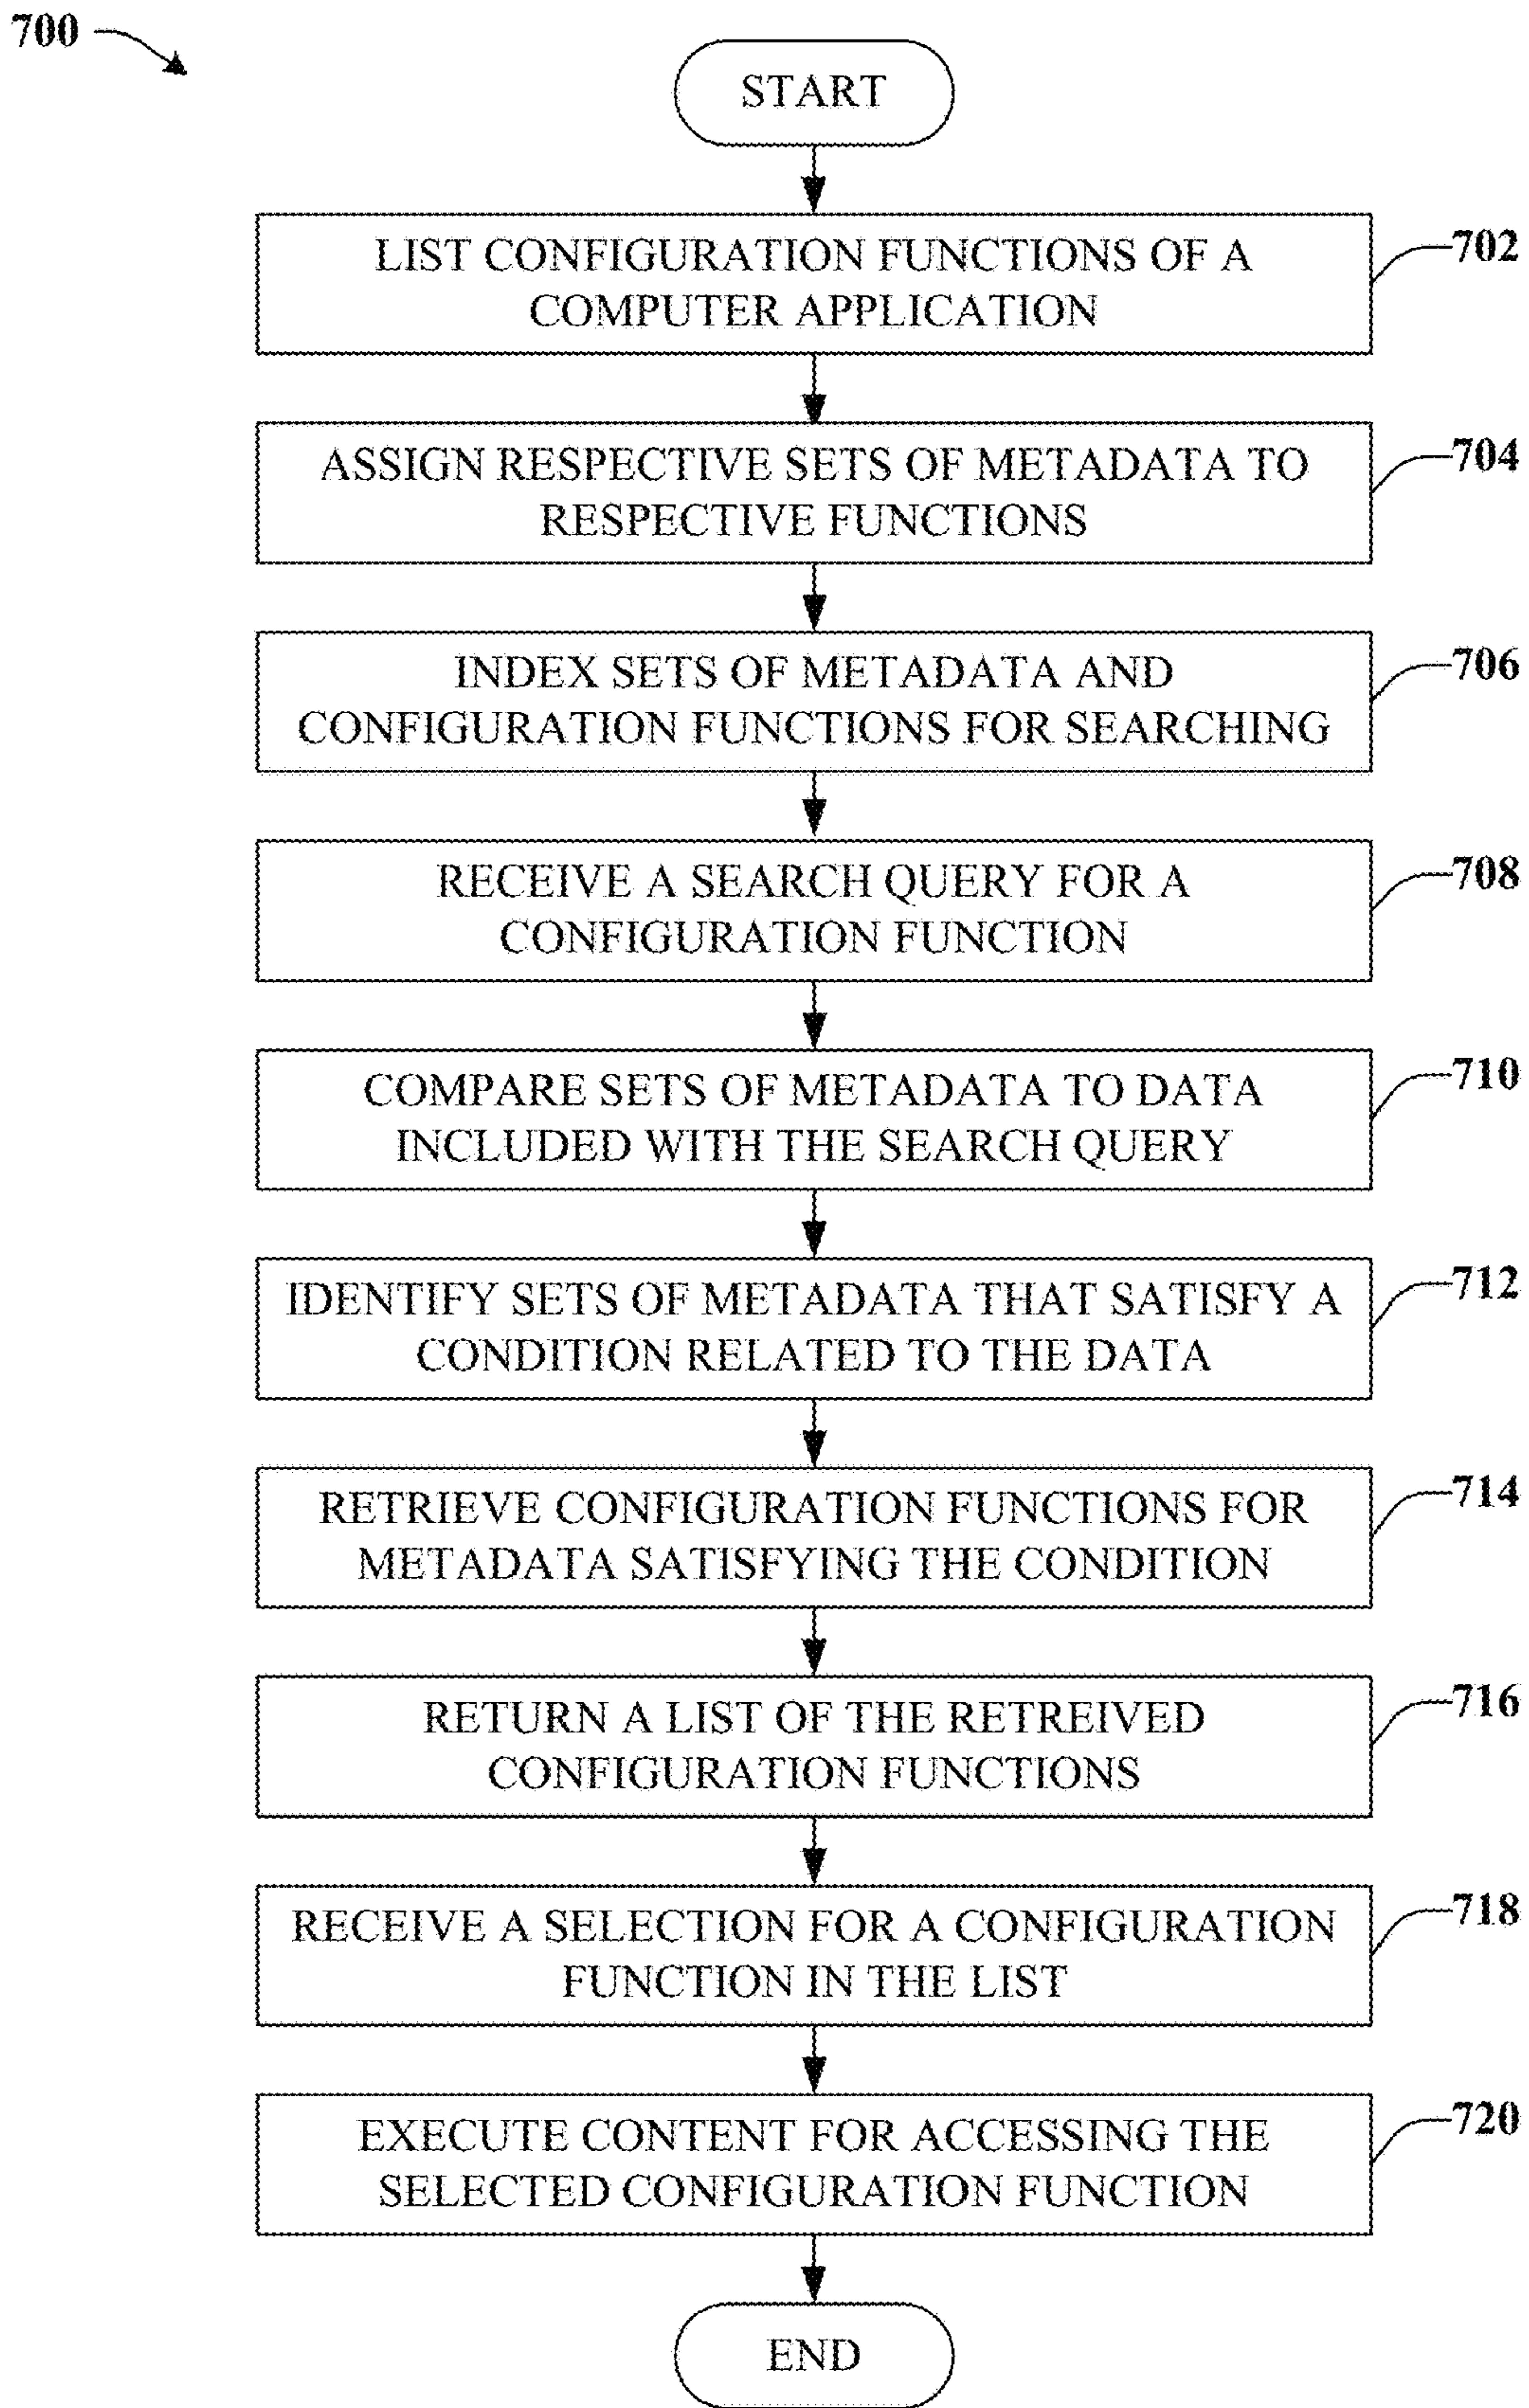 700
START
LIST CONFIGURATION FUNCTIONS OF A
COMPUTER APPLICATION
702
ASSIGN RESPECTIVE SETS OF METADATA TO
RESPECTIVE FUNCTIONS
704
INDEX SETS OF METADATA AND
CONFIGURATION FUNCTIONS FOR SEARCHING
706
RECEIVE A SEARCH QUERY FOR A
CONFIGURATION FUNCTION
708
COMPARE SETS OF METADATA TO DATA
INCLUDED WITH THE SEARCH QUERY
710
IDENTIFY SETS OF METADATA THAT SATISFY A
CONDITION RELATED TO THE DATA
712
RETRIEVE CONFIGURATION FUNCTIONS FOR
METADATA SATISFYING THE CONDITION
714
RETURN A LIST OF THE RETREIVED
CONFIGURATION FUNCTIONS
716
RECEIVE A SELECTION FOR A CONFIGURATION
FUNCTION IN THE LIST
718
EXECUTE CONTENT FOR ACCESSING THE
SELECTED CONFIGURATION FUNCTION
720
END